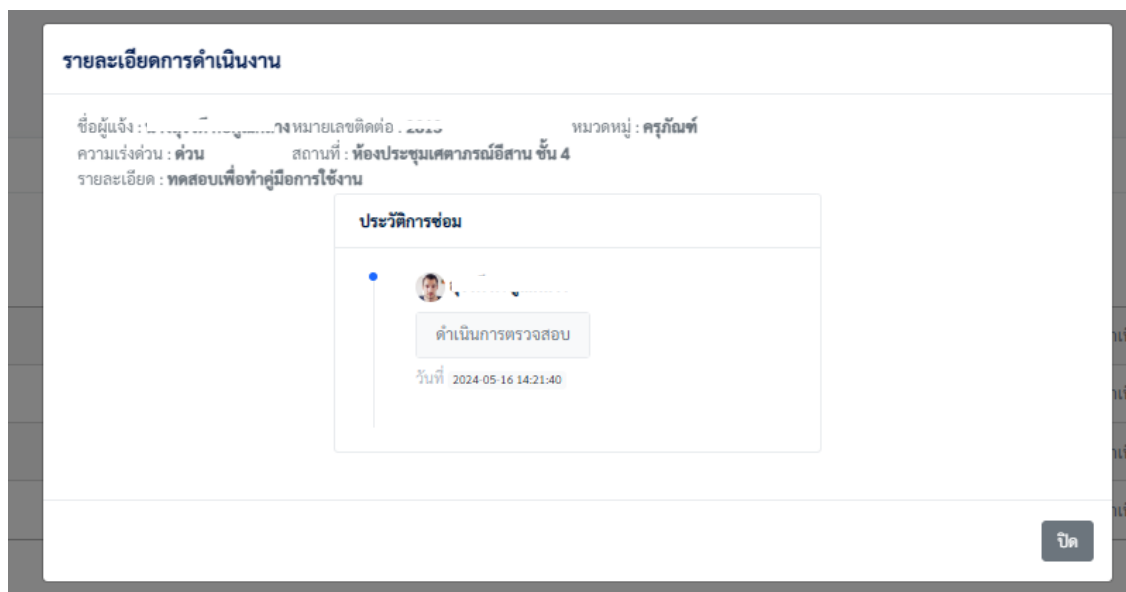 รายละเอียดการดำเนินงาน
ชื่อผู้แจ้ง : หมายเลขติดต่อ : หมวดหมู่ : ครุภัณฑ์
ความเร่งด่วน : ด่วน สถานที่ : ห้องประชุมเศตาภรณ์อีสาน ชั้น 4
รายละเอียด : ทดสอบเพื่อทำคู่มือการใช้งาน
ประวัติการซ่อม
ดำเนินการตรวจสอบ
วันที่ 2024-05-16 14:21:40
ปิด